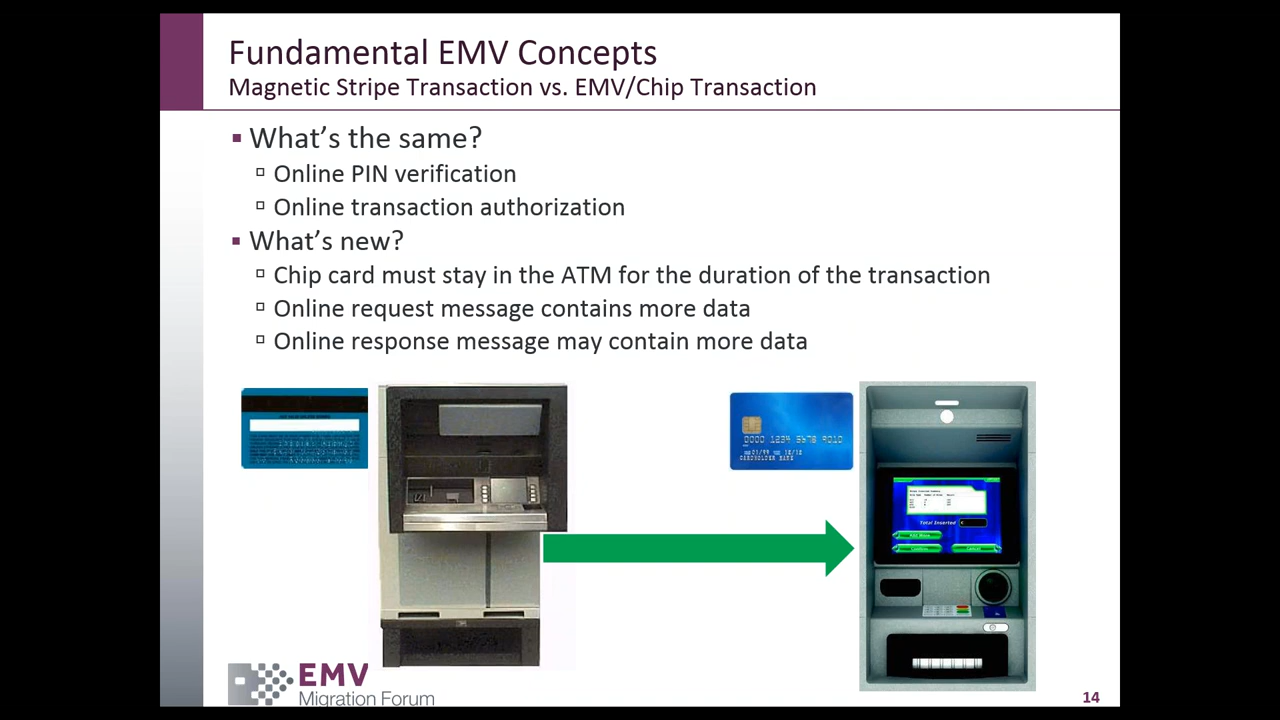 Fundamental EMV Concepts
Magnetic Stripe Transaction vs. EMV/Chip Transaction
What's the same?
Online PIN verification
Online transaction authorization
What's new?
Chip card must stay in the ATM for the duration of the transaction
Online request message contains more data
Online response message may contain more data
0000 1234 5678 9010
CARDHOLDER NAME
Total Inserted
EMV
Migration Forum
14